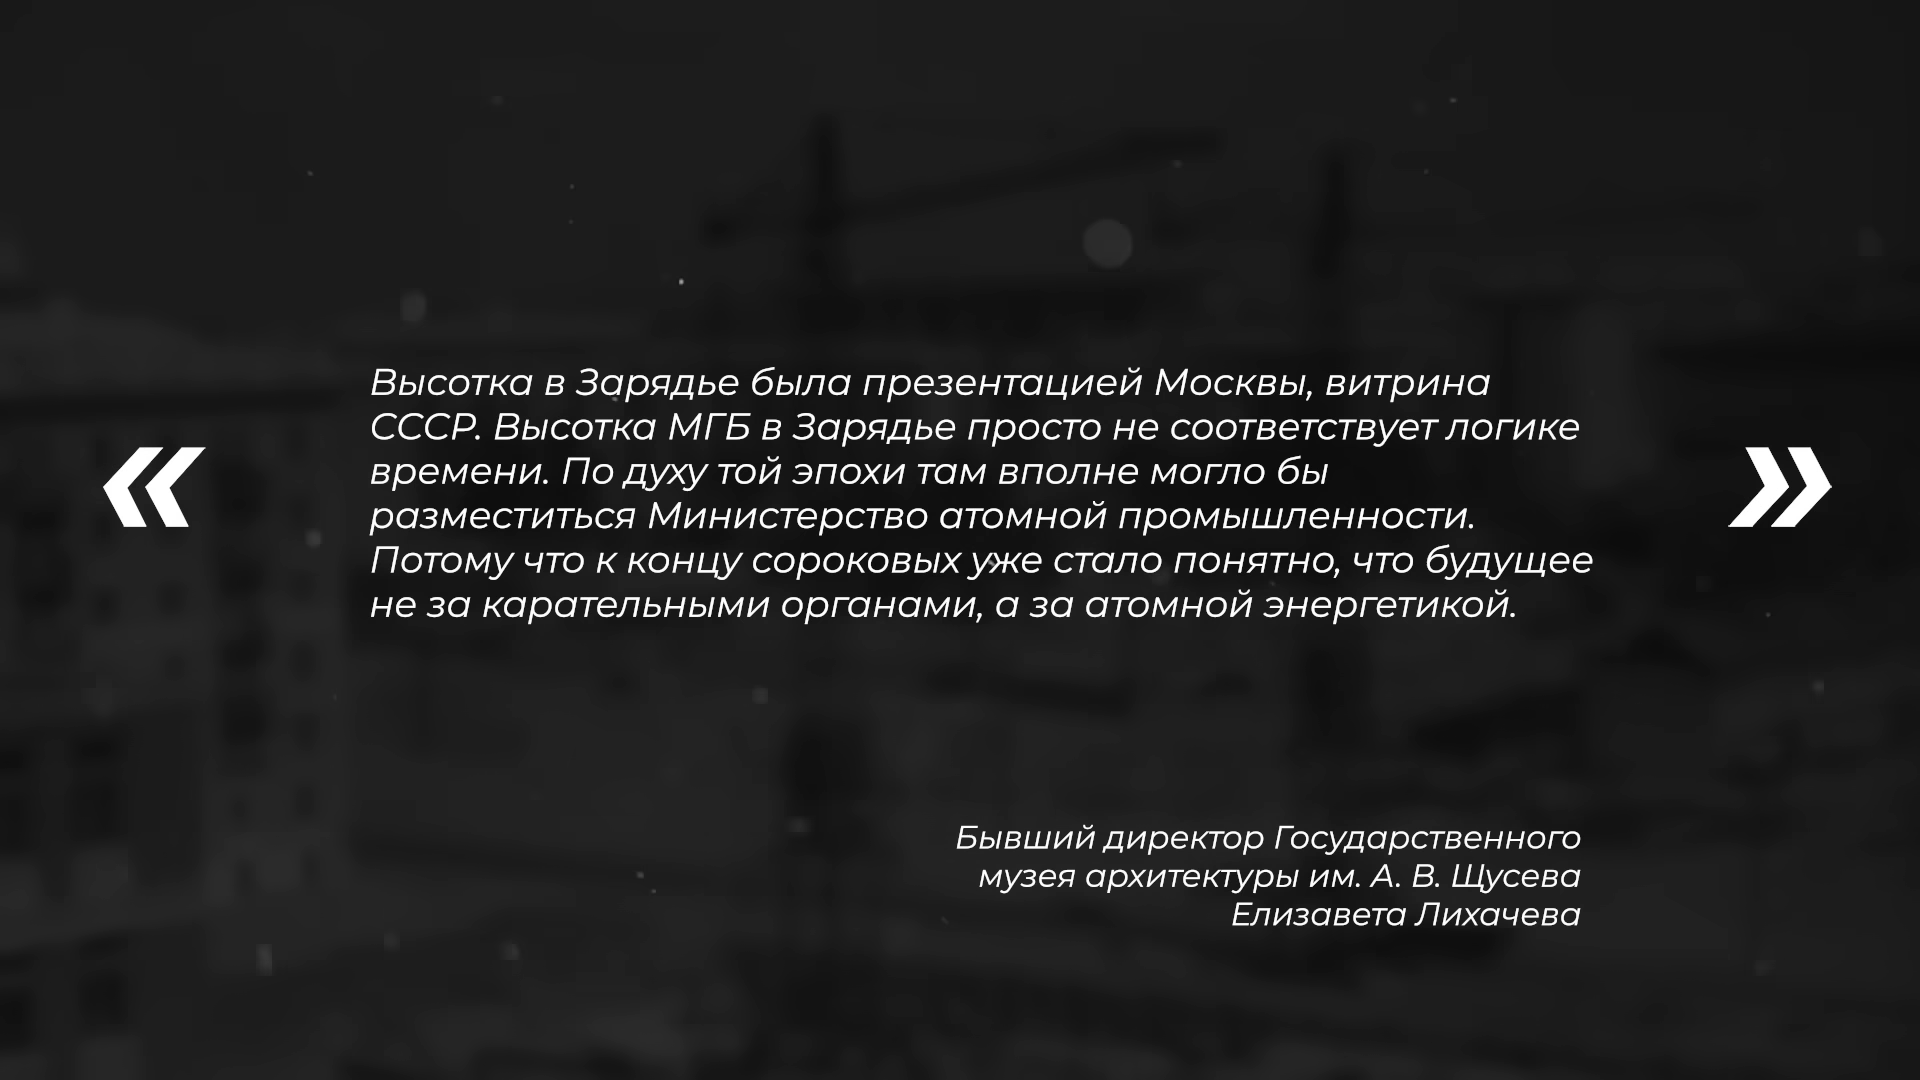 «
Высотка в Зарядье была презентацией Москвы, витрина
СССР. Высотка МГБ в Зарядье просто не соответствует логике
времени. По духу той эпохи там вполне могло бы
разместиться Министерство атомной промышленности.
Потому что к концу сороковых уже стало понятно, что будущее
не за карательными органами, а за атомной энергетикой.
»
Бывший директор Государственного
музея архитектуры им. А. В. Щусева
Елизавета Лихачева